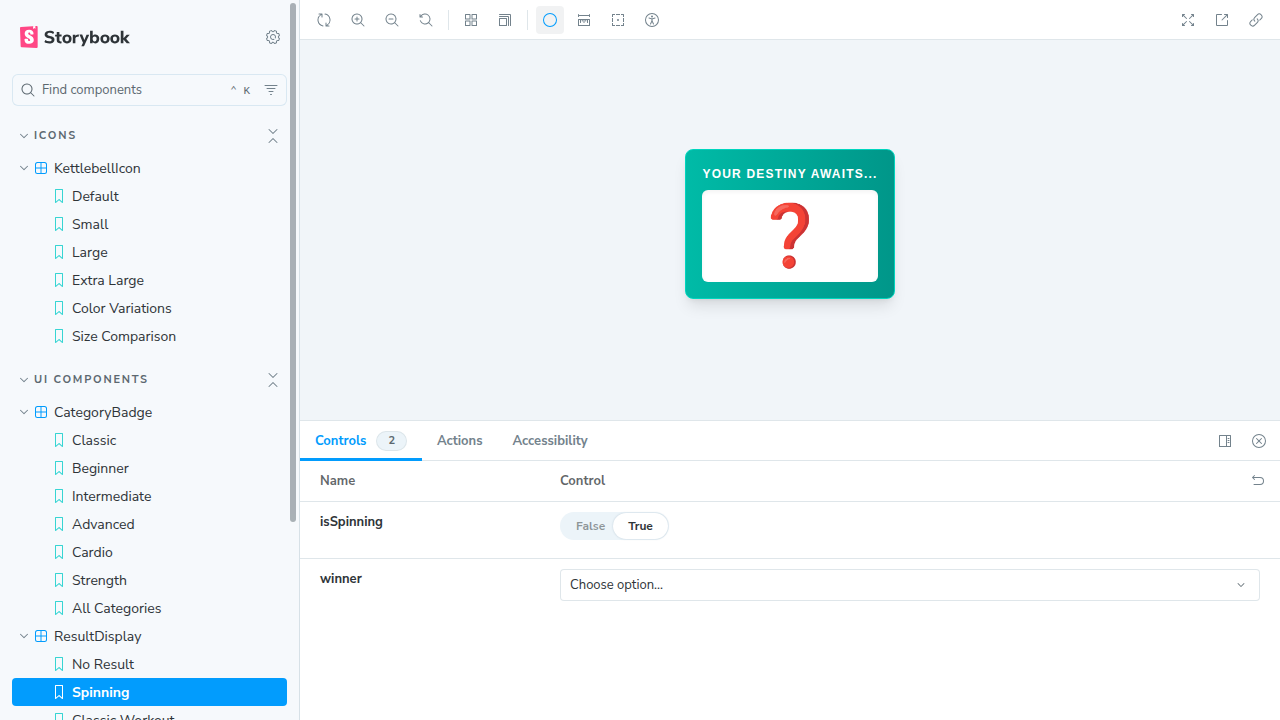 Storybook
Find components
^ K
ICONS
KettlebellIcon
Default
Small
Large
Extra Large
Color Variations
Size Comparison
UI COMPONENTS
CategoryBadge
Classic
Beginner
Intermediate
Advanced
Cardio
Strength
All Categories
ResultDisplay
No Result
Spinning
Classic Workout
YOUR DESTINY AWAITS...
Controls 2 Actions Accessibility
Name Control
isSpinning False True
winner Choose option...